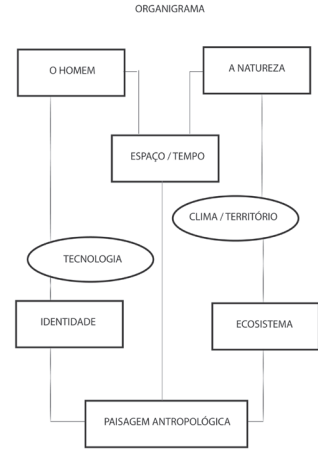 ORGANIGRAMA
O HOMEM
A NATUREZA
ESPAÇO / TEMPO
CLIMA / TERRITÓRIO
TECNOLOGIA
IDENTIDADE
ECOSISTEMA
PAISAGEM ANTROPOLÓGICA